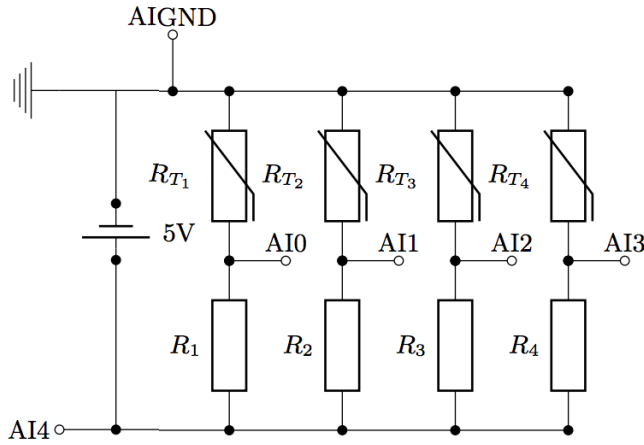 AIGND
R_{T_1} R_{T_2} R_{T_3} R_{T_4}
5V AI0 AI1 AI2 AI3
R_1 R_2 R_3 R_4
AI4